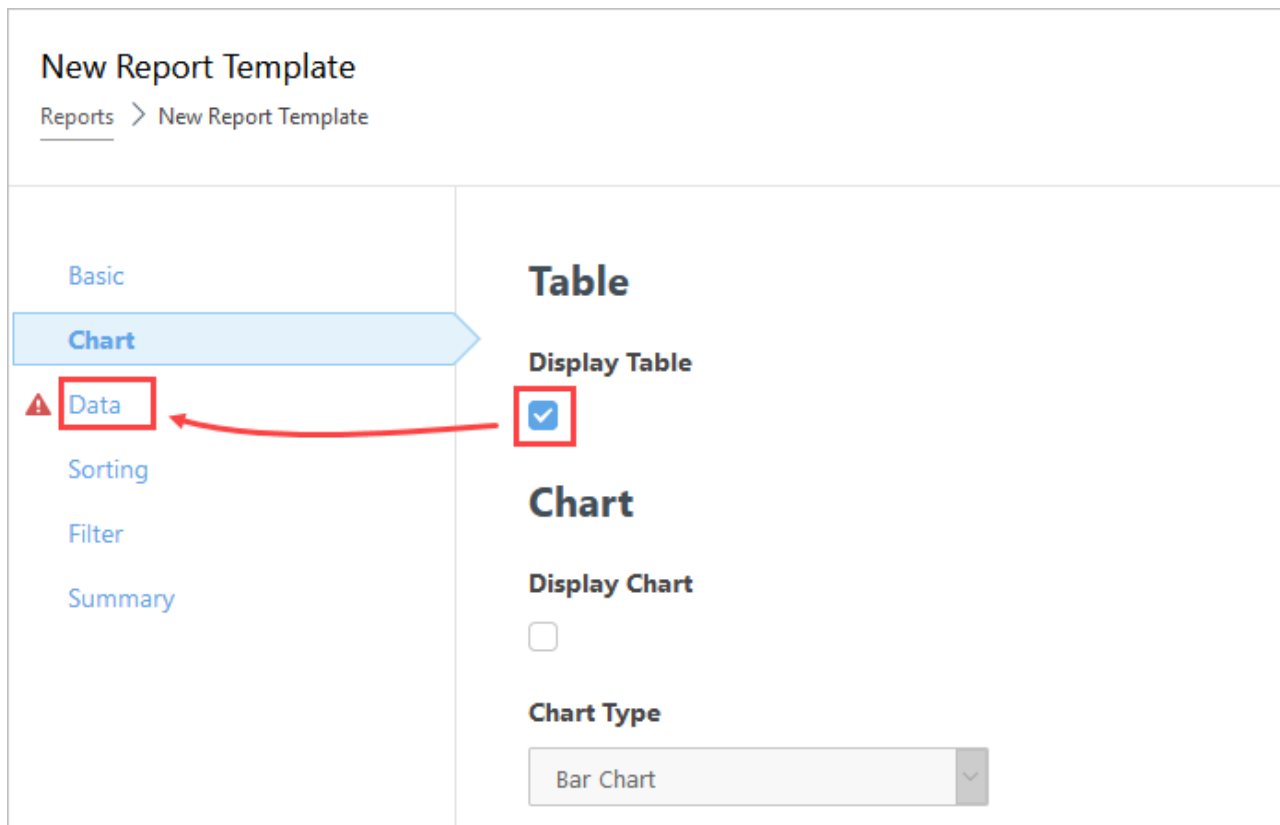 New Report Template
Reports > New Report Template
Basic
Chart
Data
Sorting
Filter
Summary
Table
Display Table
Chart
Display Chart
Chart Type
Bar Chart